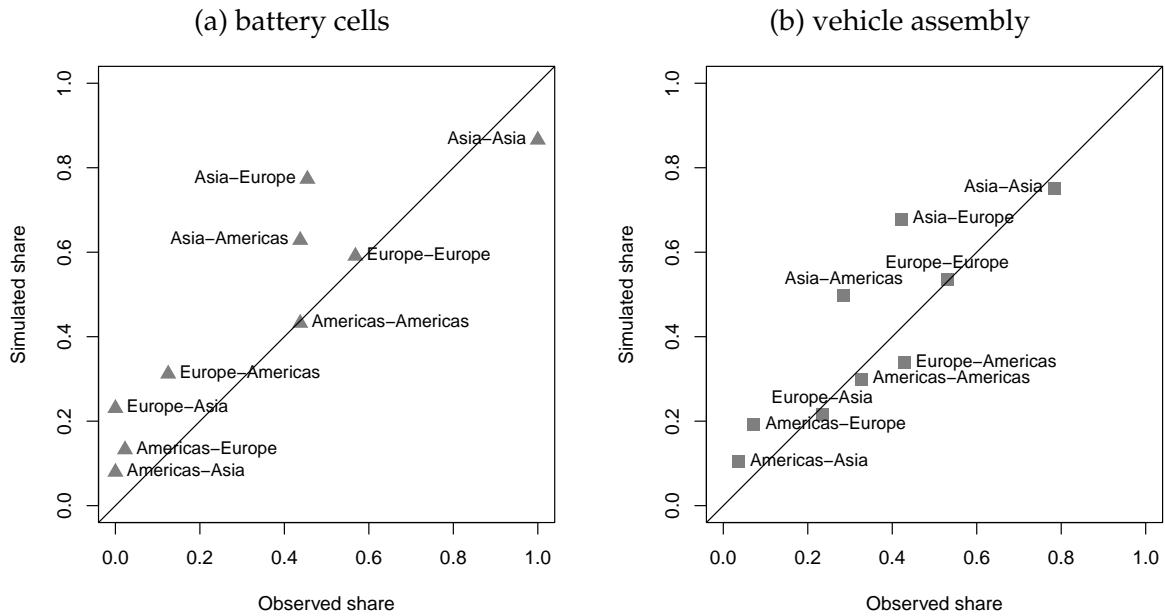 (a) battery cells
Simulated share
1.0
0.8
0.6
0.4
0.2
0.0
Asia−Asia
Asia−Europe
Asia−Americas
Europe−Europe
Americas−Americas
Europe−Americas
Europe−Asia
Americas−Europe
Americas−Asia
0.0 0.2 0.4 0.6 0.8 1.0
Observed share
(b) vehicle assembly
Simulated share
1.0
0.8
0.6
0.4
0.2
0.0
Asia−Asia
Asia−Europe
Europe−Europe
Asia−Americas
Europe−Americas
Americas−Americas
Europe−Asia
Americas−Europe
Americas−Asia
0.0 0.2 0.4 0.6 0.8 1.0
Observed share